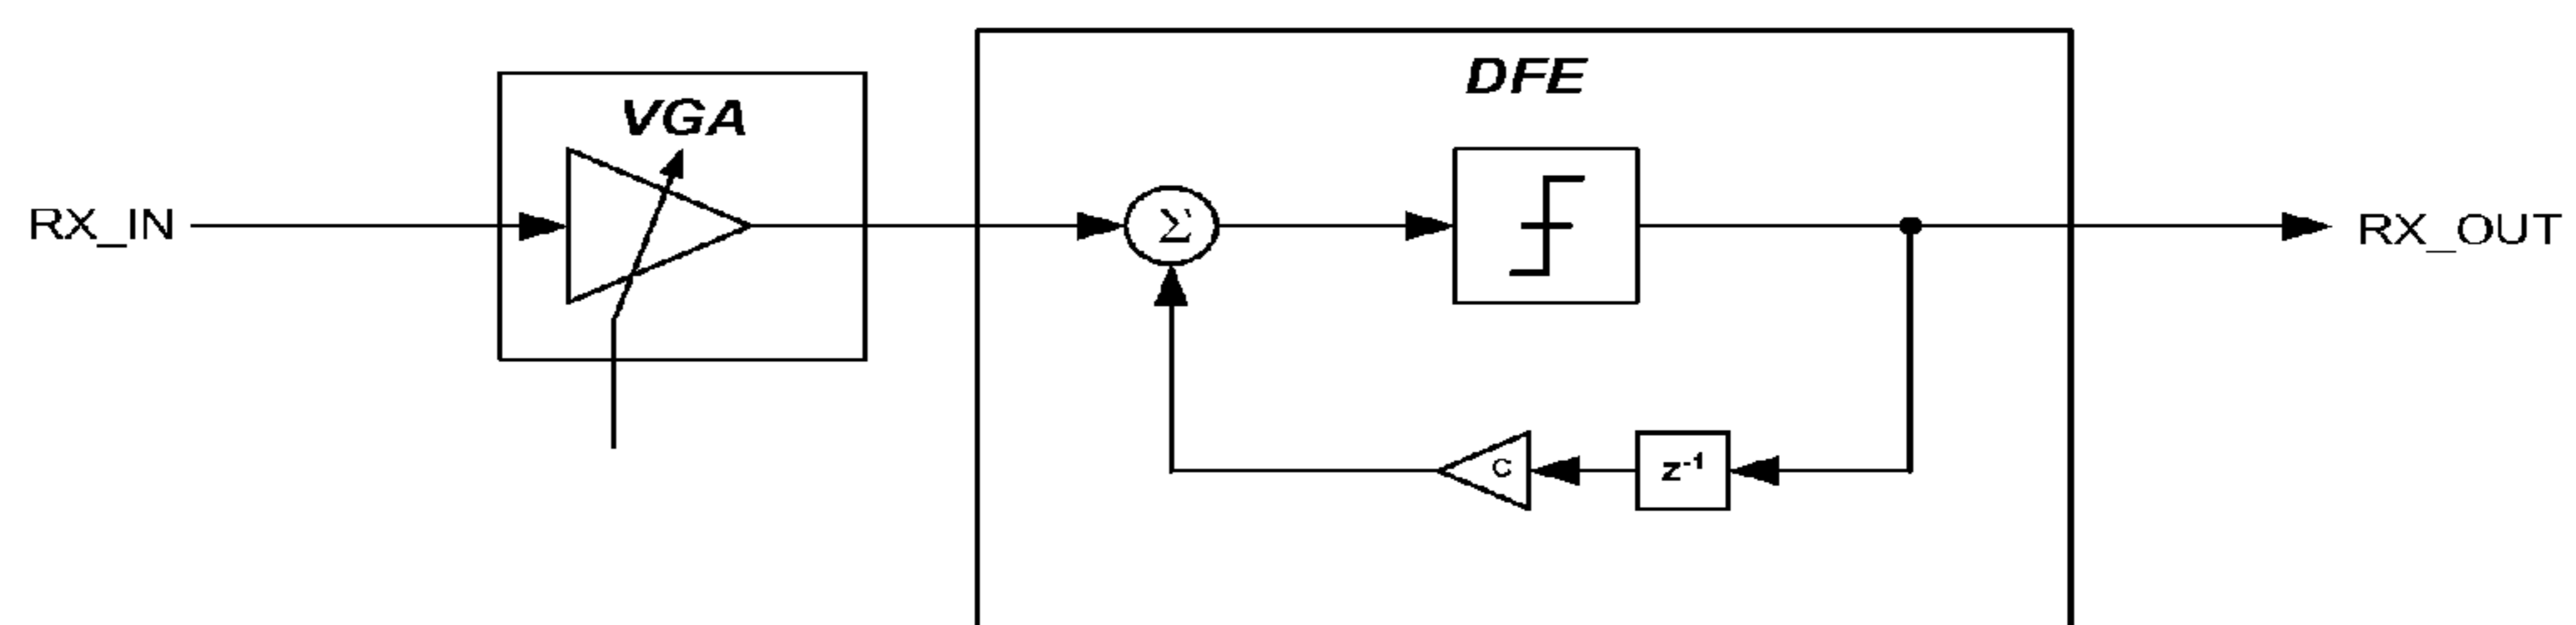 DFE
VGA
RX_IN
Σ
RX_OUT
C
z⁻¹